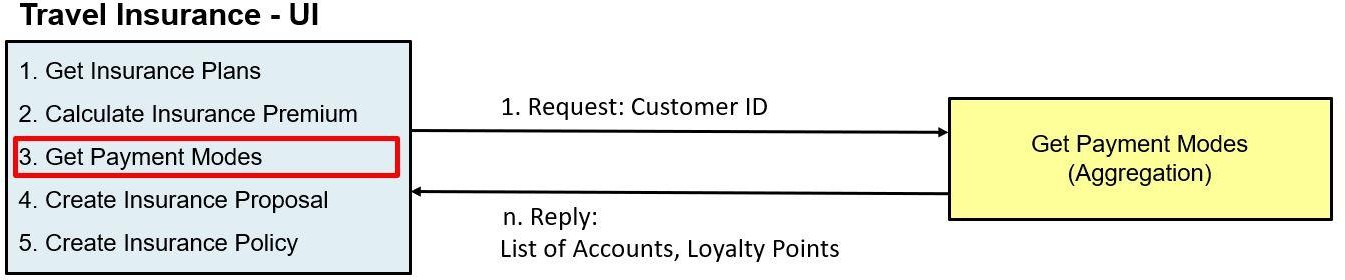 Travel Insurance - UI
1. Get Insurance Plans
2. Calculate Insurance Premium
3. Get Payment Modes
4. Create Insurance Proposal
5. Create Insurance Policy
1. Request: Customer ID
n. Reply:
List of Accounts, Loyalty Points
Get Payment Modes
(Aggregation)